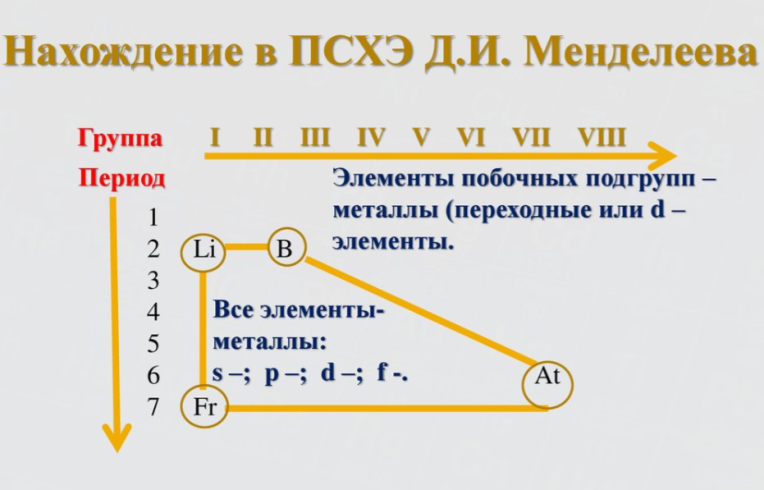 Нахождение в ПСХЭ Д.И. Менделеева
Группа I II III IV V VI VII VIII
Период
Элементы побочных подгрупп –
металлы (переходные или d –
элементы.
1
2 Li B
3
4
5
6
7
Все элементы-
металлы:
s –; p –; d –; f -.
At
Fr